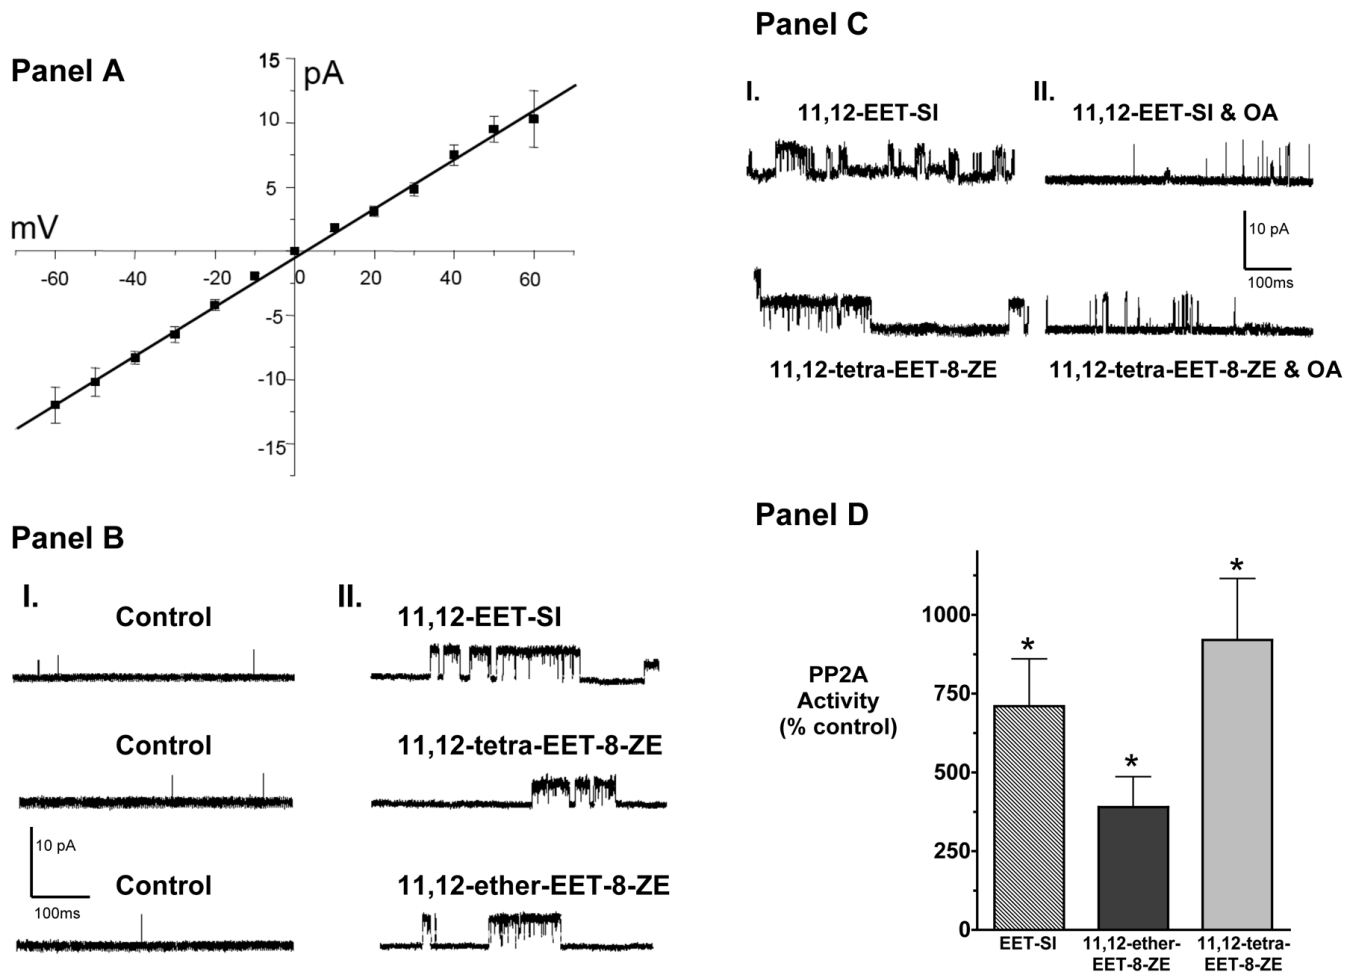 Panel A
pA
mV
15
10
5
-5
-10
-15
-60
-40
-20
0
20
40
60
Panel B
I.
Control
Control
10 pA
Control
100ms
II.
11,12-EET-SI
11,12-tetra-EET-8-ZE
11,12-ether-EET-8-ZE
Panel C
I.
11,12-EET-SI
11,12-tetra-EET-8-ZE
II.
11,12-EET-SI & OA
10 pA
100ms
11,12-tetra-EET-8-ZE & OA
Panel D
PP2A
Activity
(% control)
1000
750
500
250
0
*
*
*
EET-SI
11,12-ether-
EET-8-ZE
11,12-tetra-
EET-8-ZE